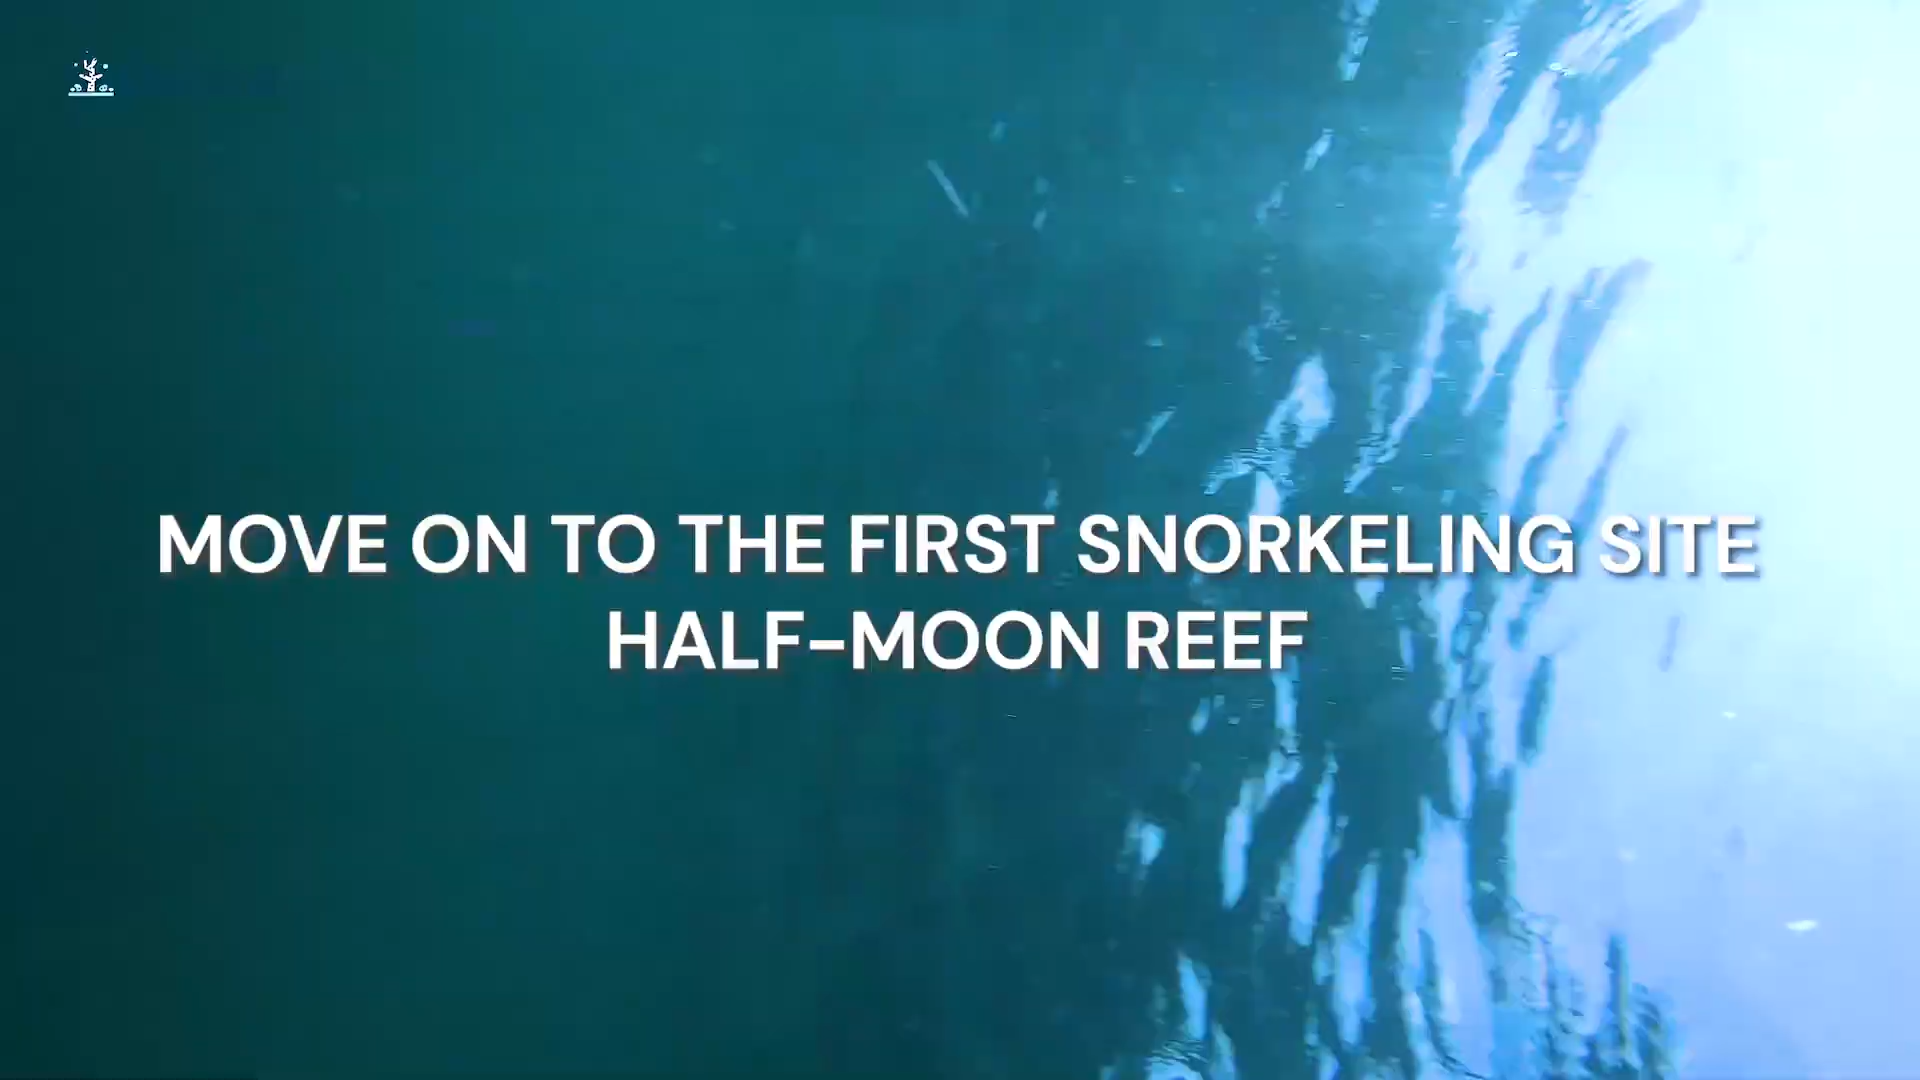 MOVE ON TO THE FIRST SNORKELING SITE
HALF-MOON REEF